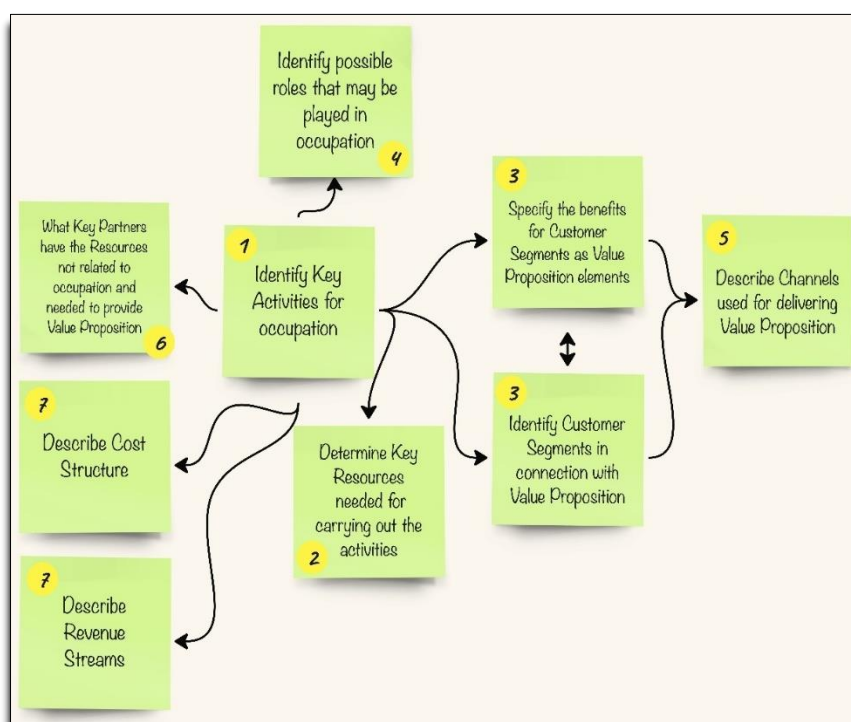 Identify possible
roles that may be
played in
occupation
4
What Key Partners
have the Resources
not related to
occupation and
needed to provide
Value Proposition
6
1
Identify Key
Activities for
occupation
3
Specify the benefits
for Customer
Segments as Value
Proposition elements
5
Describe Channels
used for delivering
Value Proposition
7
Describe Cost
Structure
Determine Key
Resources
needed for
carrying out the
activities
2
3
Identify Customer
Segments in
connection with
Value Proposition
7
Describe
Revenue
Streams